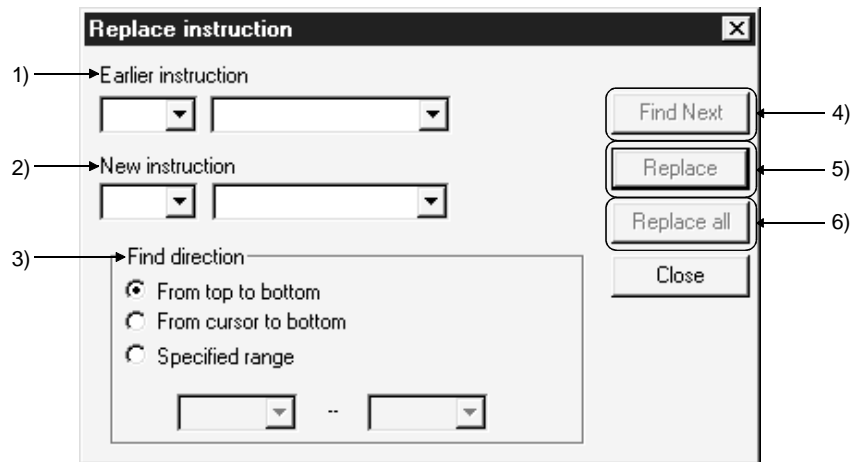 Replace instruction
1) Earlier instruction
Find Next 4)
2) New instruction
Replace 5)
Replace all 6)
3) Find direction
Close
From top to bottom
From cursor to bottom
Specified range
--